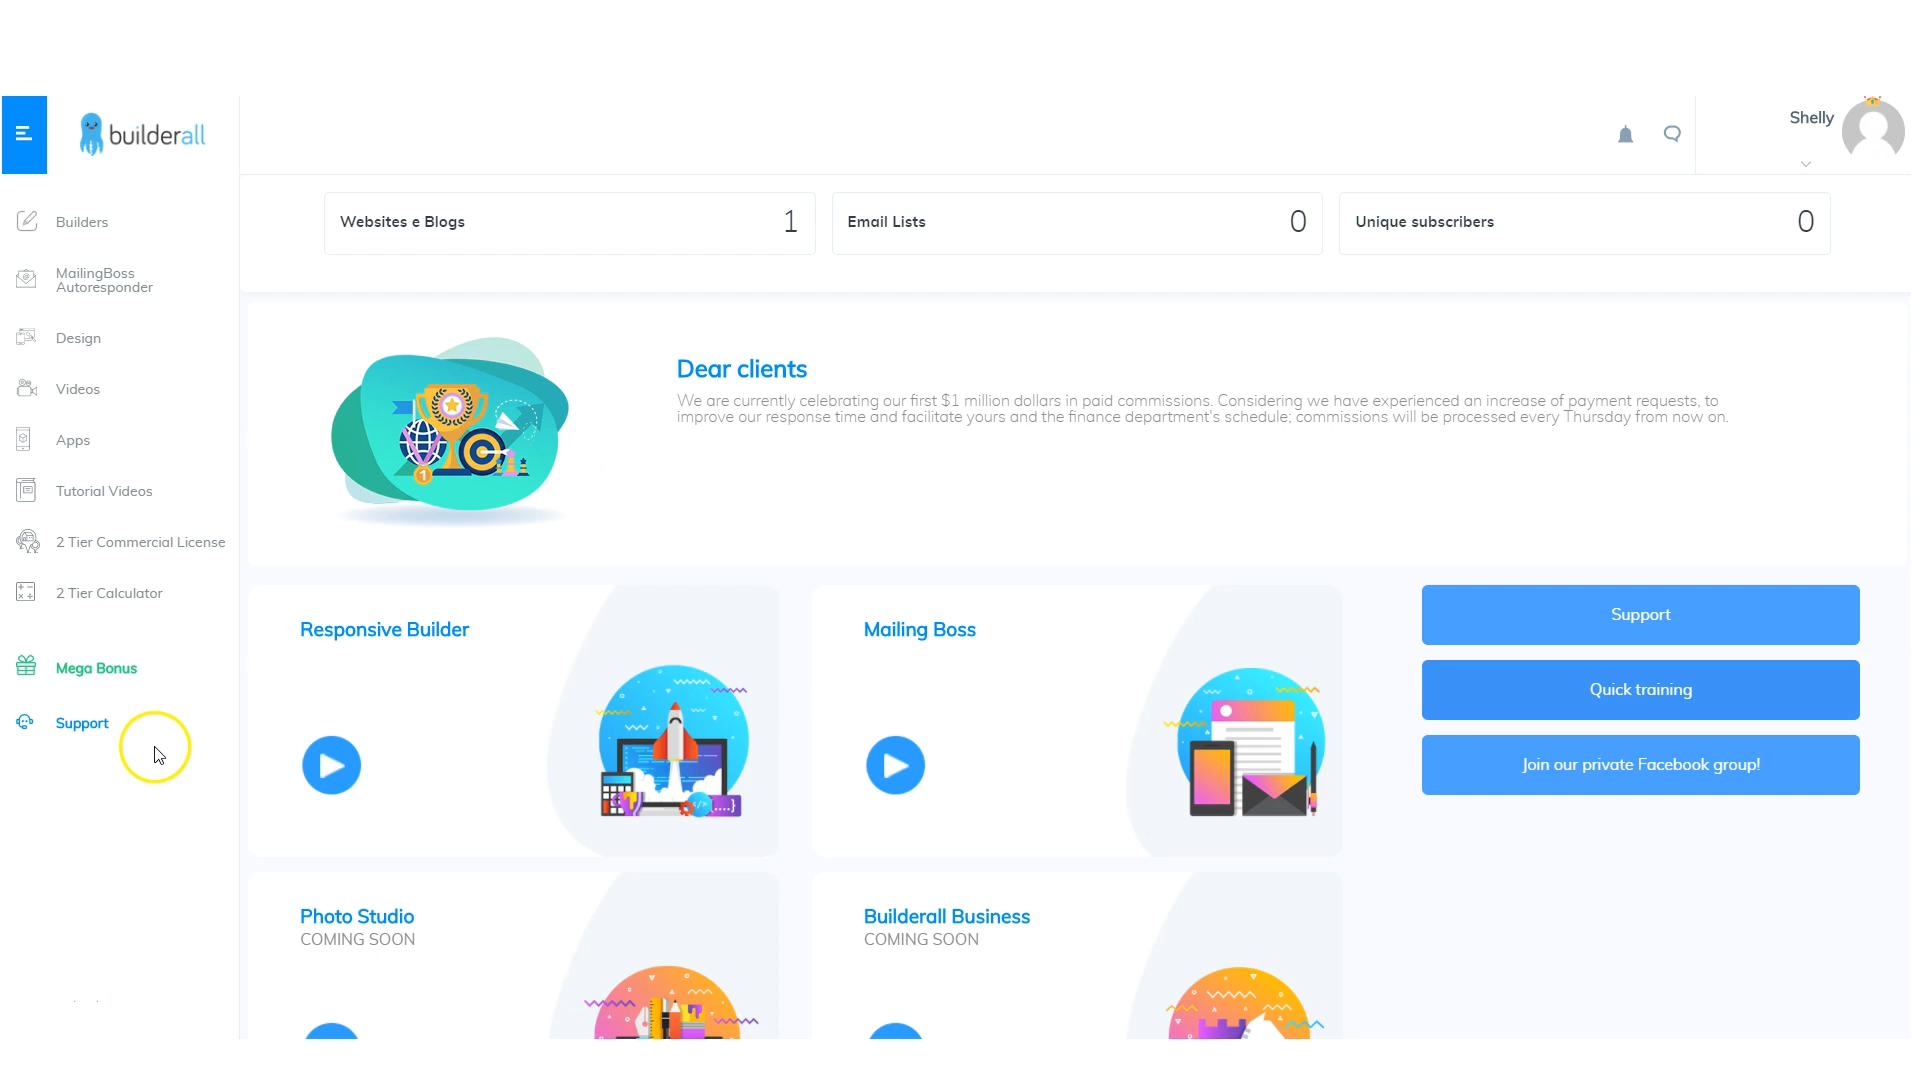 builderall
Shelly
Builders
MailingBoss
Autoresponder
Design
Videos
Apps
Tutorial Videos
2 Tier Commercial License
2 Tier Calculator
Mega Bonus
Support
Websites e Blogs 1
Email Lists 0
Unique subscribers 0
Dear clients
We are currently celebrating our first $1 million dollars in paid commissions. Considering we have experienced an increase of payment requests, to
improve our response time and facilitate yours and the finance department's schedule; commissions will be processed every Thursday from now on.
Responsive Builder
Mailing Boss
Support
Quick training
Join our private Facebook group!
Photo Studio
COMING SOON
Builderall Business
COMING SOON